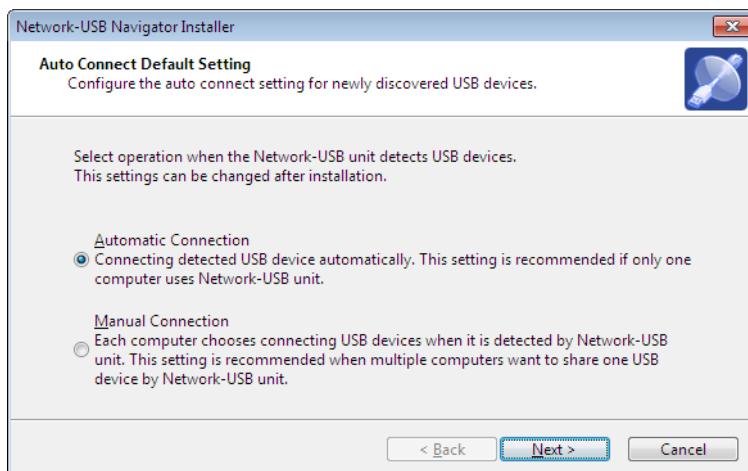 Network-USB Navigator Installer
Auto Connect Default Setting
Configure the auto connect setting for newly discovered USB devices.
Select operation when the Network-USB unit detects USB devices.
This settings can be changed after installation.
Automatic Connection
Connecting detected USB device automatically. This setting is recommended if only one
computer uses Network-USB unit.
Manual Connection
Each computer chooses connecting USB devices when it is detected by Network-USB
unit. This setting is recommended when multiple computers want to share one USB
device by Network-USB unit.
< Back Next > Cancel